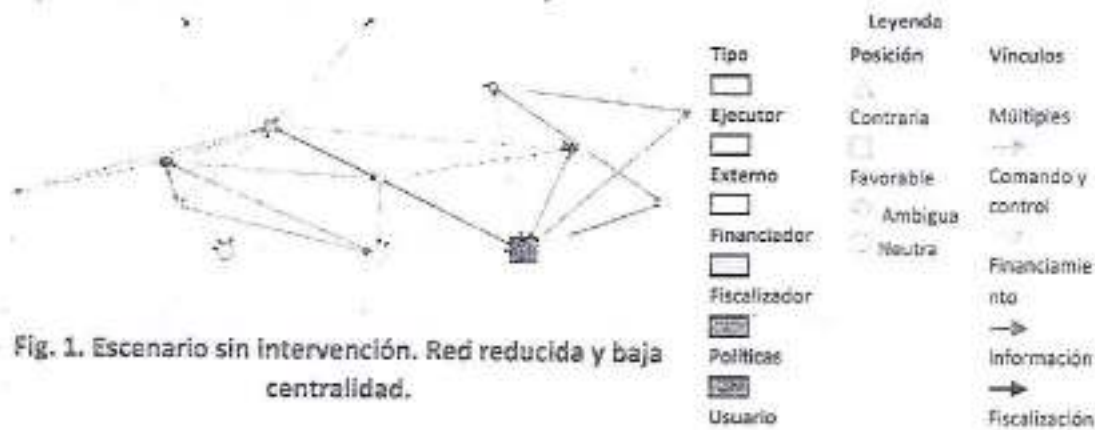 Leyenda
Tipo
Ejecutor
Externo
Financiador
Fiscalizador
Políticas
Usuario
Posición
Contraria
Favorable
Ambigua
Neutra
Vínculos
Múltiples
Comando y
control
Financiamie
nto
Información
Fiscalización
Fig. 1. Escenario sin intervención. Red reducida y baja
centralidad.